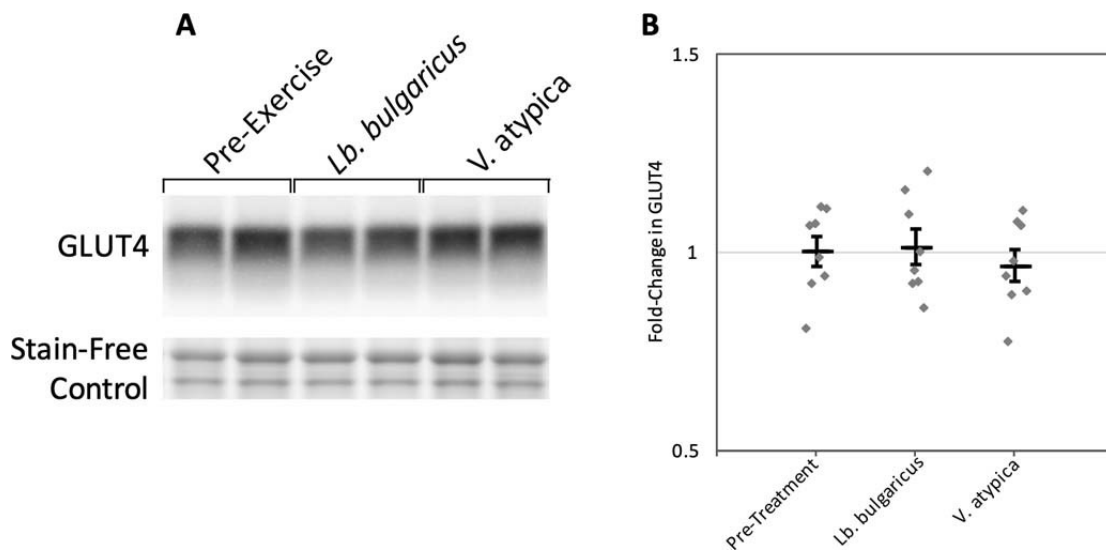 A
Pre-Exercise
Lb. bulgaricus
V. atypica
GLUT4
Stain-Free
Control
B
Fold-Change in GLUT4
1.5
1
0.5
Pre-Treatment
Lb. bulgaricus
V. atypica